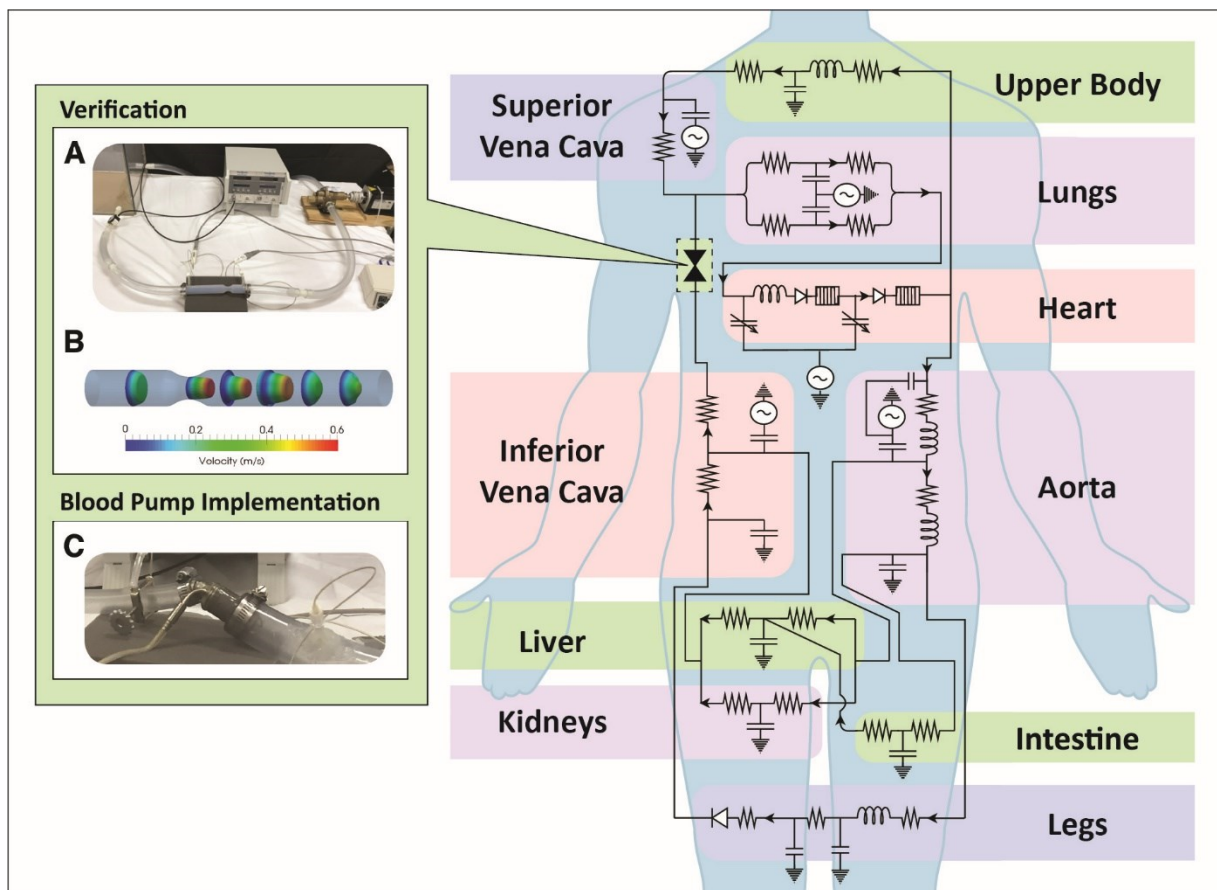 Verification
A
B
0 0.2 0.4 0.6
Velocity (m/s)
Blood Pump Implementation
C
Upper Body
Superior
Vena Cava
Lungs
Heart
Inferior
Vena Cava
Aorta
Liver
Kidneys
Intestine
Legs